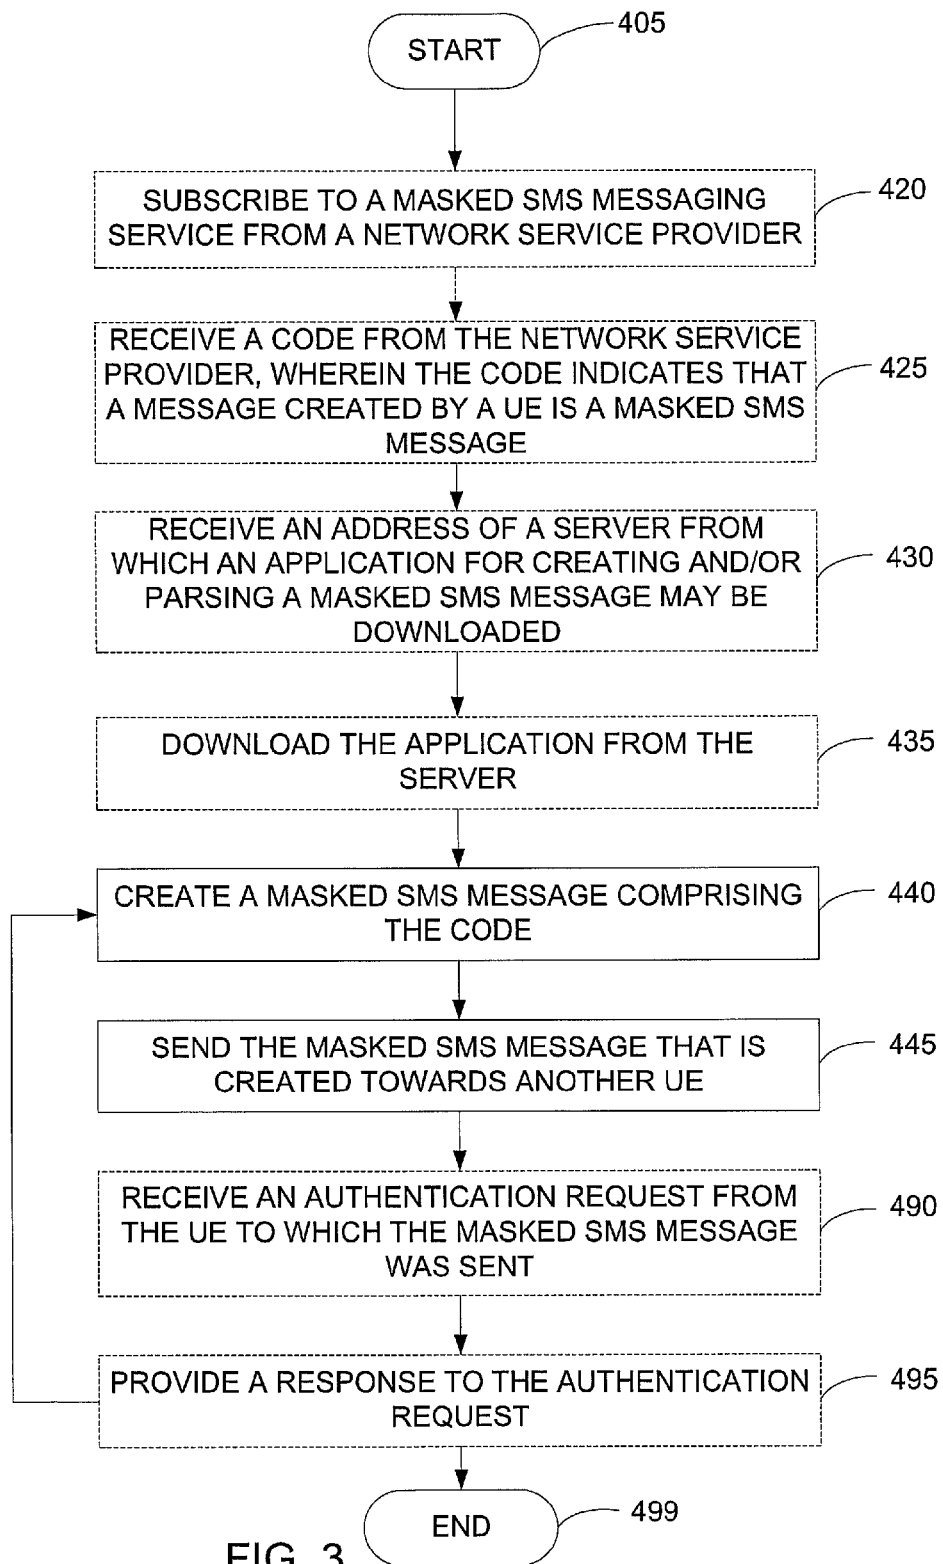 START
405
SUBSCRIBE TO A MASKED SMS MESSAGING
SERVICE FROM A NETWORK SERVICE PROVIDER
420
RECEIVE A CODE FROM THE NETWORK SERVICE
PROVIDER, WHEREIN THE CODE INDICATES THAT
A MESSAGE CREATED BY A UE IS A MASKED SMS
MESSAGE
425
RECEIVE AN ADDRESS OF A SERVER FROM
WHICH AN APPLICATION FOR CREATING AND/OR
PARSING A MASKED SMS MESSAGE MAY BE
DOWNLOADED
430
DOWNLOAD THE APPLICATION FROM THE
SERVER
435
CREATE A MASKED SMS MESSAGE COMPRISING
THE CODE
440
SEND THE MASKED SMS MESSAGE THAT IS
CREATED TOWARDS ANOTHER UE
445
RECEIVE AN AUTHENTICATION REQUEST FROM
THE UE TO WHICH THE MASKED SMS MESSAGE
WAS SENT
490
PROVIDE A RESPONSE TO THE AUTHENTICATION
REQUEST
495
END
499
FIG. 3